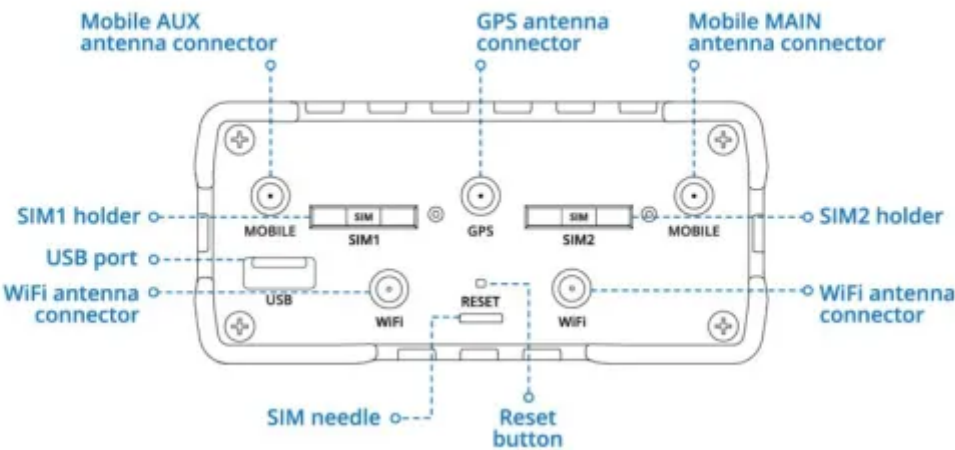 Mobile AUX
antenna connector
GPS antenna
connector
Mobile MAIN
antenna connector
SIM1 holder
SIM
SIM
SIM2 holder
MOBILE
SIM1
GPS
SIM2
MOBILE
USB port
USB
WiFi antenna
connector
WiFi
RESET
WiFi
WiFi antenna
connector
SIM needle
Reset
button